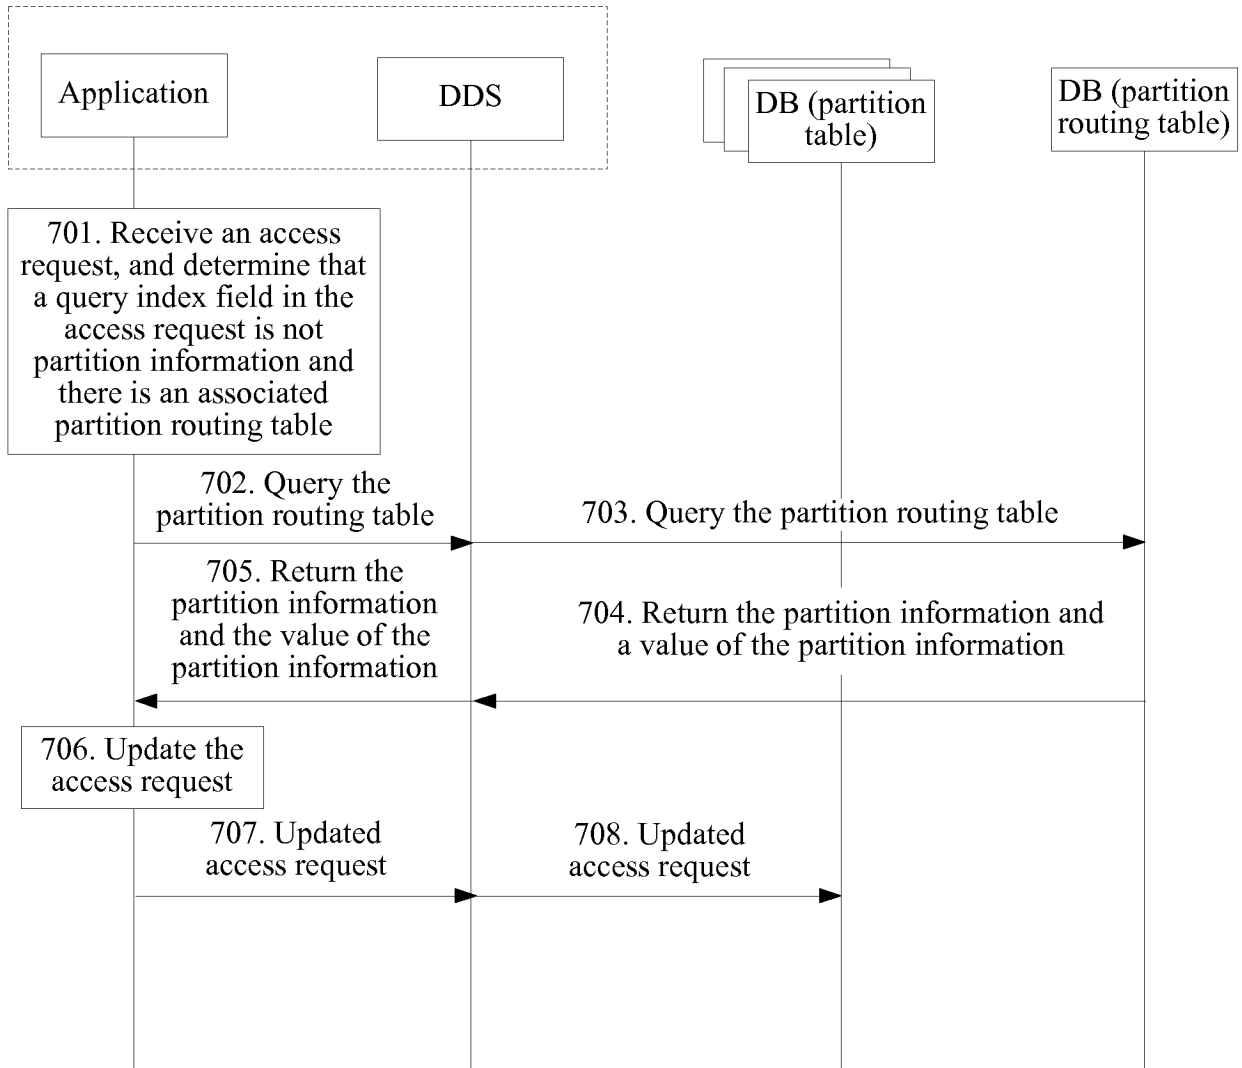 Application
DDS
DB (partition
table)
DB (partition
routing table)
701. Receive an access
request, and determine that
a query index field in the
access request is not
partition information and
there is an associated
partition routing table
702. Query the
partition routing table
703. Query the partition routing table
705. Return the
partition information
and the value of the
partition information
704. Return the partition information and
a value of the partition information
706. Update the
access request
707. Updated
access request
708. Updated
access request